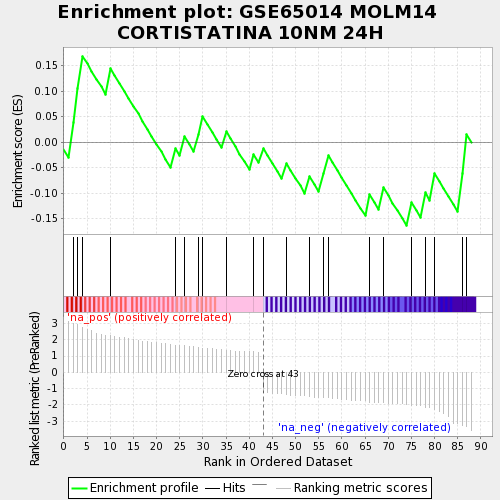 Enrichment plot: GSE65014 MOLM14
CORTISTATINA 10NM 24H
Enrichment score (ES)
0.15
0.10
0.05
0.00
-0.05
-0.10
-0.15
'na_pos' (positively correlated)
Ranked list metric (PreRanked)
3
2
1
0
-1
-2
-3
Zero cross at 43
'na_neg' (negatively correlated)
0 5 10 15 20 25 30 35 40 45 50 55 60 65 70 75 80 85 90
Rank in Ordered Dataset
Enrichment profile Hits Ranking metric scores